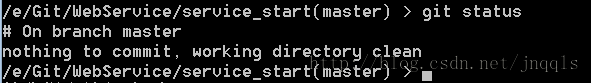 /e/Git/WebService/service_start(master) > git status
# On branch master
nothing to commit, working directory clean
/e/Git/WebService/service_start(master) >
http://blog.csdn.net/jnqqls